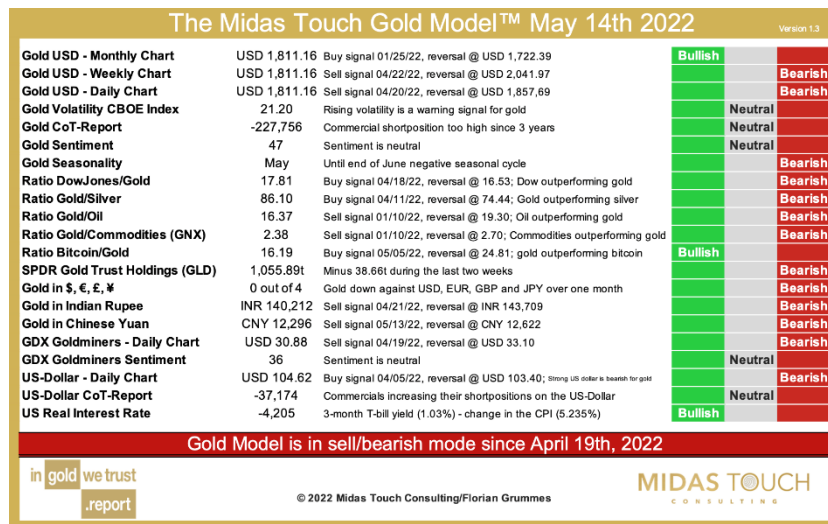 The Midas Touch Gold Model™ May 14th 2022 Version 1.3
Gold USD - Monthly Chart USD 1,811.16 Buy signal 01/25/22, reversal @ USD 1,722.39 Bullish
Gold USD - Weekly Chart USD 1,811.16 Sell signal 04/22/22, reversal @ USD 2,041.97 Bearish
Gold USD - Daily Chart USD 1,811.16 Sell signal 04/20/22, reversal @ USD 1,857,69 Bearish
Gold Volatility CBOE Index 21.20 Rising volatility is a warning signal for gold Neutral
Gold CoT-Report -227,756 Commercial shortposition too high since 3 years Neutral
Gold Sentiment 47 Sentiment is neutral Neutral
Gold Seasonality May Until end of June negative seasonal cycle Bearish
Ratio DowJones/Gold 17.81 Buy signal 04/18/22, reversal @ 16.53; Dow outperforming gold Bearish
Ratio Gold/Silver 86.10 Buy signal 04/11/22, reversal @ 74.44; Gold outperforming silver Bearish
Ratio Gold/Oil 16.37 Sell signal 01/10/22, reversal @ 19.30; Oil outperforming gold Bearish
Ratio Gold/Commodities (GNX) 2.38 Sell signal 01/10/22, reversal @ 2.70; Commodities outperforming gold Bearish
Ratio Bitcoin/Gold 16.19 Buy signal 05/05/22, reversal @ 24.81; gold outperforming bitcoin Bullish
SPDR Gold Trust Holdings (GLD) 1,055.89t Minus 38.66t during the last two weeks Bearish
Gold in $, €, £, ¥ 0 out of 4 Gold down against USD, EUR, GBP and JPY over one month Bearish
Gold in Indian Rupee INR 140,212 Sell signal 04/21/22, reversal @ INR 143,709 Bearish
Gold in Chinese Yuan CNY 12,296 Sell signal 05/13/22, reversal @ CNY 12,622 Bearish
GDX Goldminers - Daily Chart USD 30.88 Sell signal 04/19/22, reversal @ USD 33.10 Bearish
GDX Goldminers Sentiment 36 Sentiment is neutral Neutral
US-Dollar - Daily Chart USD 104.62 Buy signal 04/05/22, reversal @ USD 103.40; Strong US dollar is bearish for gold Bearish
US-Dollar CoT-Report -37,174 Commercials increasing their shortpositions on the US-Dollar Neutral
US Real Interest Rate -4,205 3-month T-bill yield (1.03%) - change in the CPI (5.235%) Bullish
Gold Model is in sell/bearish mode since April 19th, 2022
in gold we trust
.report
© 2022 Midas Touch Consulting/Florian Grummes
MIDAS TOUCH
CONSULTING